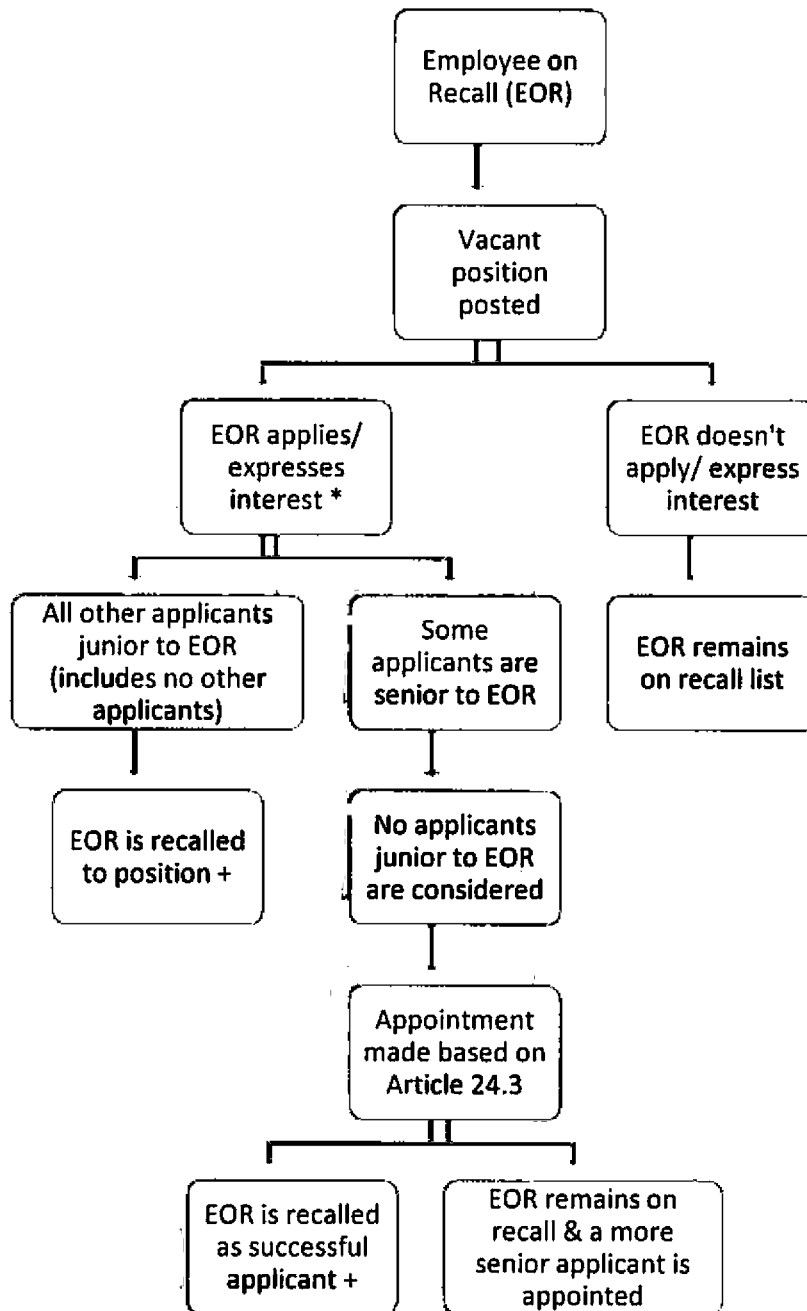 Employee on
Recall (EOR)
Vacant
position
posted
EOR applies/
expresses
interest *
EOR doesn't
apply/ express
interest
All other applicants
junior to EOR
(includes no other
applicants)
Some
applicants are
senior to EOR
EOR remains
on recall list
EOR is recalled
to position +
No applicants
junior to EOR
are considered
Appointment
made based on
Article 24.3
EOR is recalled
as successful
applicant +
EOR remains on
recall & a more
senior applicant is
appointed